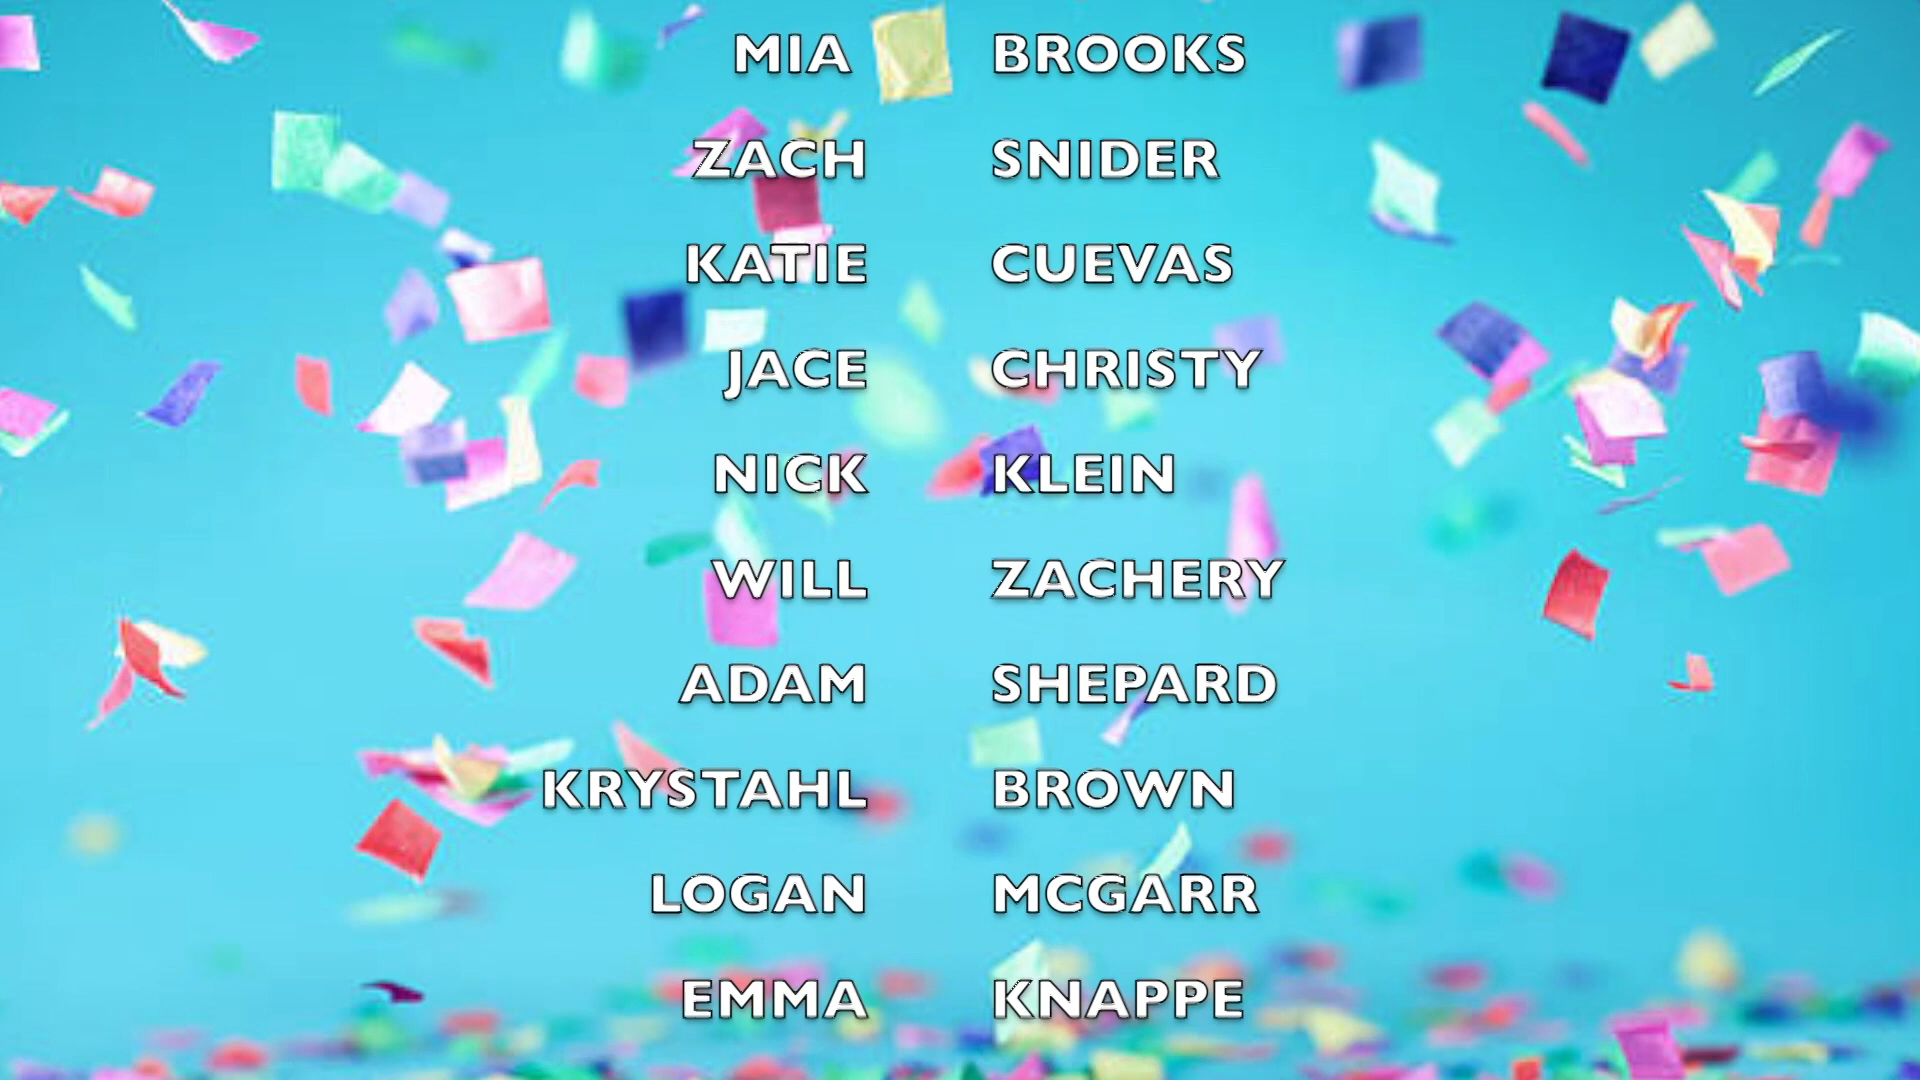 MIA BROOKS
ZACH SNIDER
KATIE CUEVAS
JACE CHRISTY
NICK KLEIN
WILL ZACHERY
ADAM SHEPARD
KRYSTAHL BROWN
LOGAN MCGARR
EMMA KNAPPE